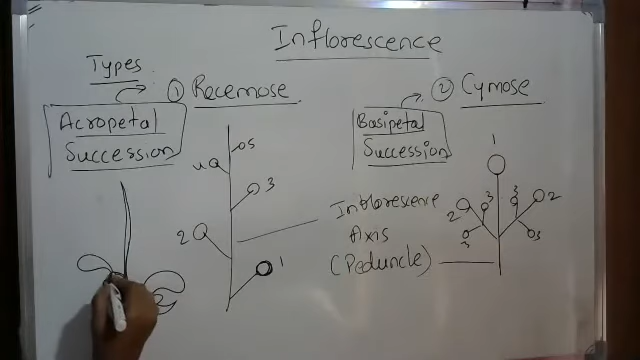 Inflorescence
Types
① Recemose
Acropetal
Succession
1
2
3
4
5
② Cymose
Basipetal
Succession
1
2
3
3
2
3
3
Inflorescence
Axis
(Peduncle)